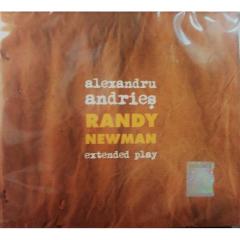 alexandru
andrieș
RANDY
NEWMAN
extended play